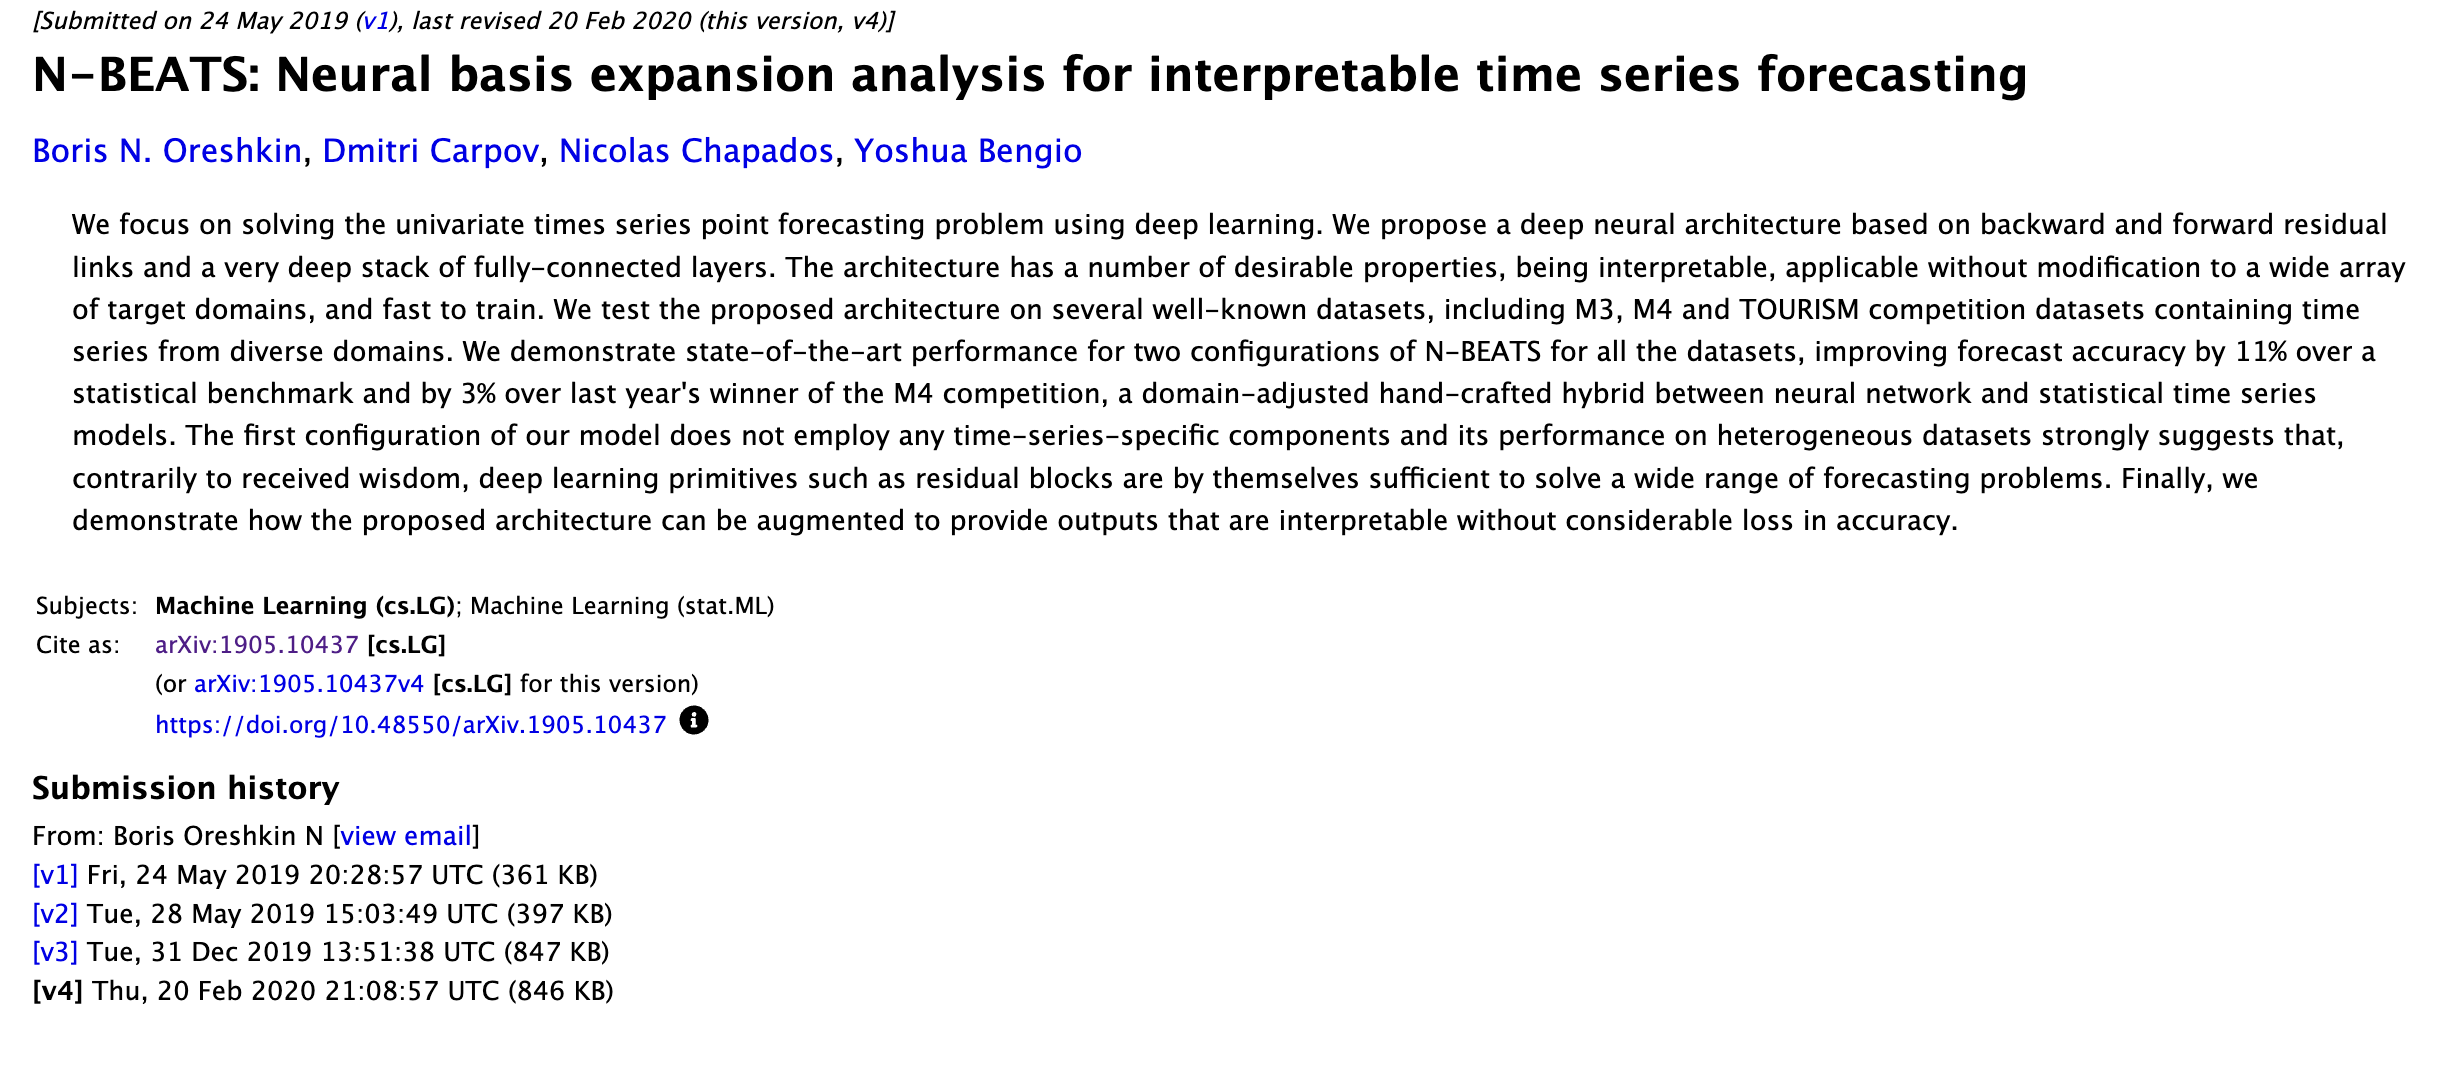 [Submitted on 24 May 2019 (v1), last revised 20 Feb 2020 (this version, v4)]
N-BEATS: Neural basis expansion analysis for interpretable time series forecasting
Boris N. Oreshkin, Dmitri Carpov, Nicolas Chapados, Yoshua Bengio
We focus on solving the univariate times series point forecasting problem using deep learning. We propose a deep neural architecture based on backward and forward residual
links and a very deep stack of fully-connected layers. The architecture has a number of desirable properties, being interpretable, applicable without modification to a wide array
of target domains, and fast to train. We test the proposed architecture on several well-known datasets, including M3, M4 and TOURISM competition datasets containing time
series from diverse domains. We demonstrate state-of-the-art performance for two configurations of N-BEATS for all the datasets, improving forecast accuracy by 11% over a
statistical benchmark and by 3% over last year's winner of the M4 competition, a domain-adjusted hand-crafted hybrid between neural network and statistical time series
models. The first configuration of our model does not employ any time-series-specific components and its performance on heterogeneous datasets strongly suggests that,
contrarily to received wisdom, deep learning primitives such as residual blocks are by themselves sufficient to solve a wide range of forecasting problems. Finally, we
demonstrate how the proposed architecture can be augmented to provide outputs that are interpretable without considerable loss in accuracy.
Subjects: Machine Learning (cs.LG); Machine Learning (stat.ML)
Cite as: arXiv:1905.10437 [cs.LG]
(or arXiv:1905.10437v4 [cs.LG] for this version)
https://doi.org/10.48550/arXiv.1905.10437
Submission history
From: Boris Oreshkin N [view email]
[v1] Fri, 24 May 2019 20:28:57 UTC (361 KB)
[v2] Tue, 28 May 2019 15:03:49 UTC (397 KB)
[v3] Tue, 31 Dec 2019 13:51:38 UTC (847 KB)
[v4] Thu, 20 Feb 2020 21:08:57 UTC (846 KB)